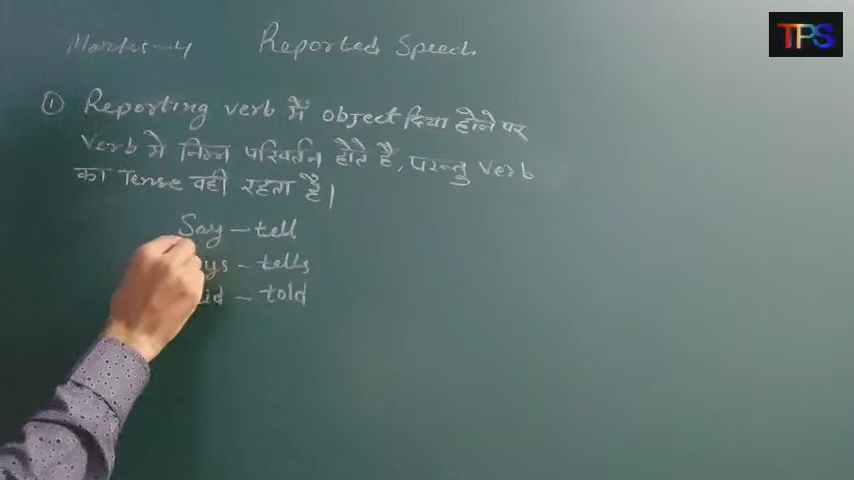 TPS
Marks-4 Reported Speech.
① Reporting verb में object दिया होने पर
verb मे निम्न परिवर्तन होते है, परन्तु verb
का Tense वही रहता है।
Say - tell
- tells
- told